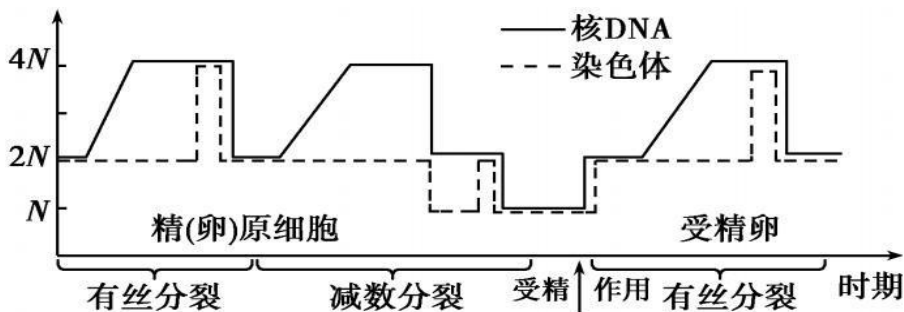 核DNA
染色体
4N
2N
N
精(卵)原细胞
受精卵
有丝分裂
减数分裂
受精
作用
有丝分裂
时期